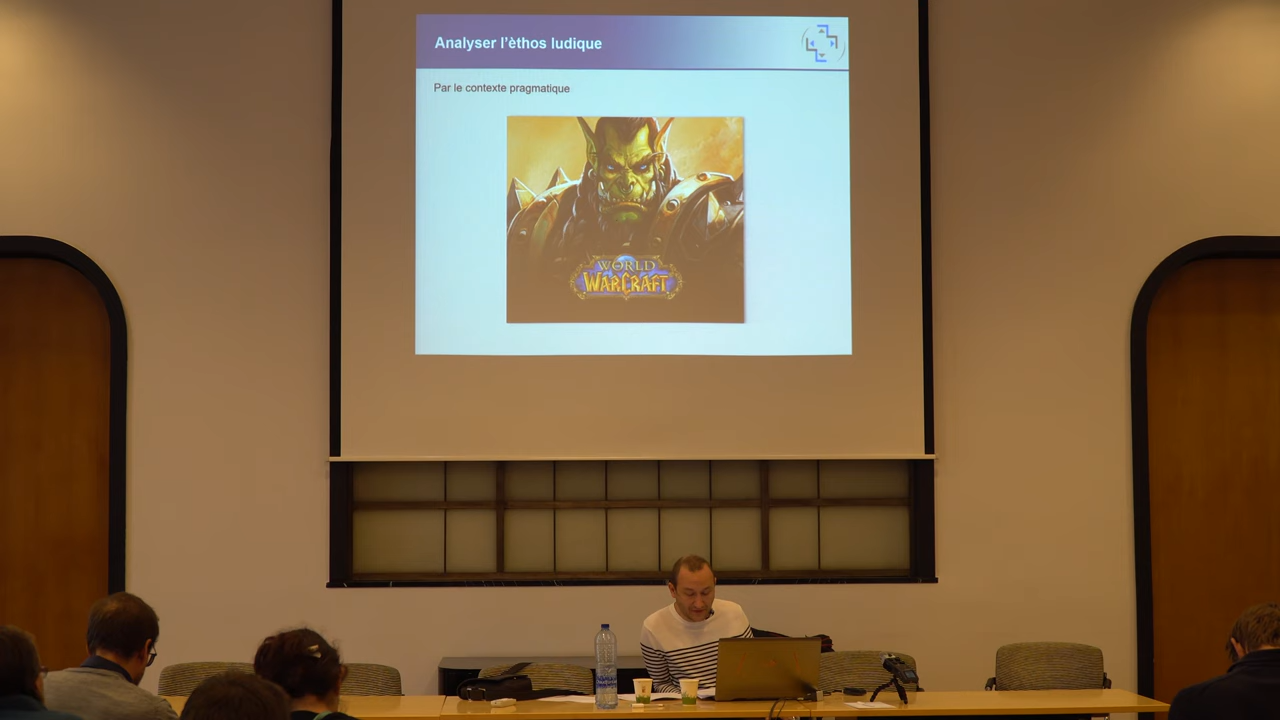 Analyser l'èthos ludique
Par le contexte pragmatique
WORLD
WARCRAFT